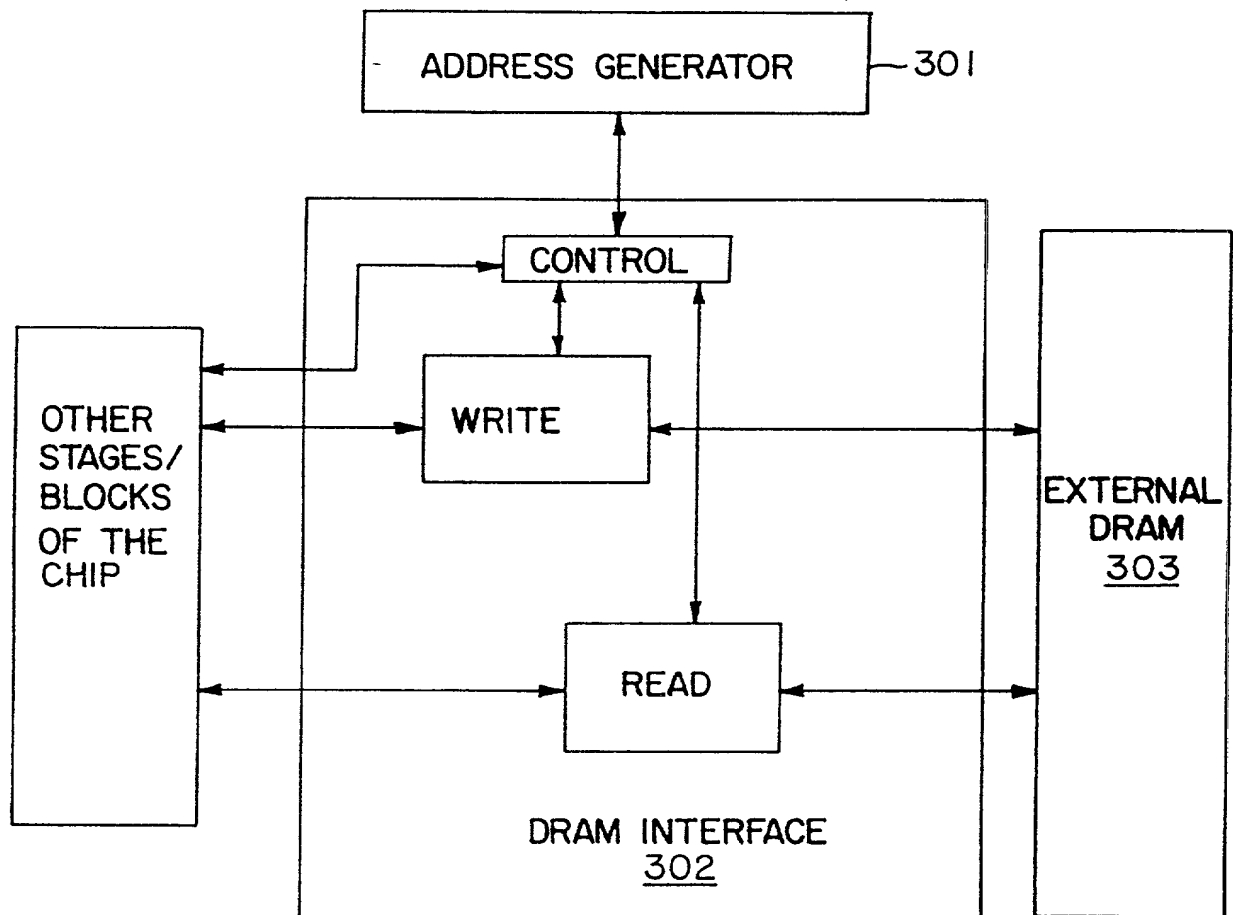 ADDRESS GENERATOR
301
CONTROL
WRITE
OTHER
STAGES/
BLOCKS
OF THE
CHIP
EXTERNAL
DRAM
303
READ
DRAM INTERFACE
302